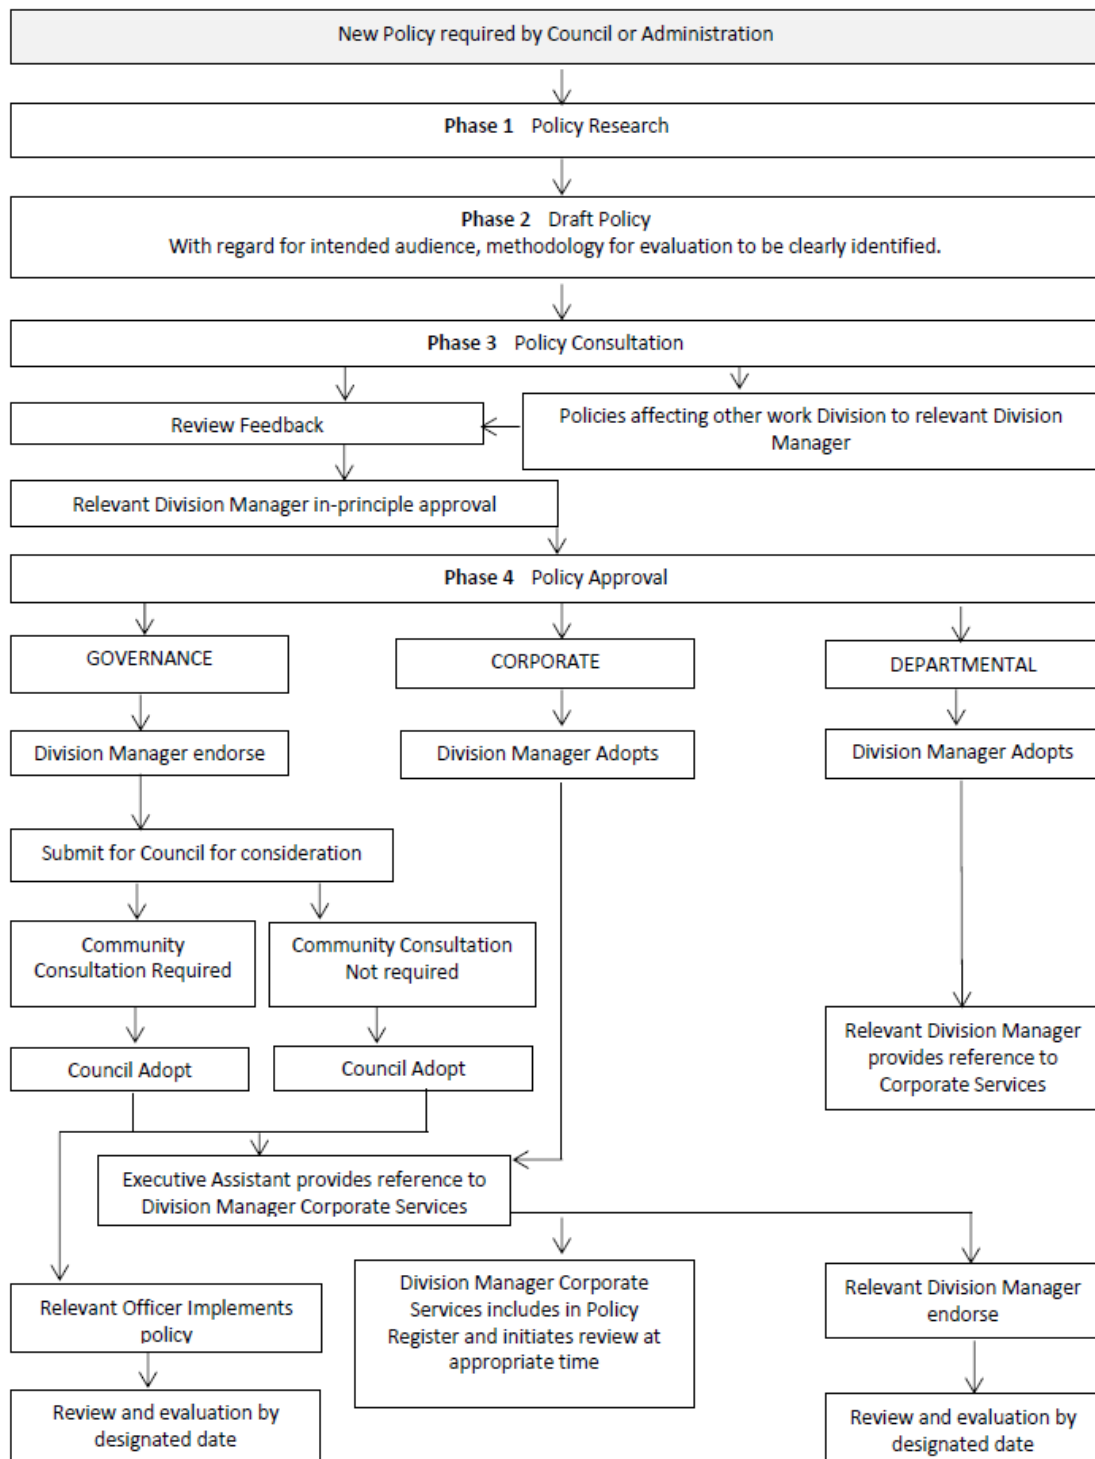 New Policy required by Council or Administration
Phase 1 Policy Research
Phase 2 Draft Policy
With regard for intended audience, methodology for evaluation to be clearly identified.
Phase 3 Policy Consultation
Review Feedback
Policies affecting other work Division to relevant Division
Manager
Relevant Division Manager in-principle approval
Phase 4 Policy Approval
GOVERNANCE
CORPORATE
DEPARTMENTAL
Division Manager endorse
Division Manager Adopts
Division Manager Adopts
Submit for Council for consideration
Community
Consultation Required
Community Consultation
Not required
Council Adopt
Council Adopt
Relevant Division Manager
provides reference to
Corporate Services
Executive Assistant provides reference to
Division Manager Corporate Services
Relevant Officer Implements
policy
Division Manager Corporate
Services includes in Policy
Register and initiates review at
appropriate time
Relevant Division Manager
endorse
Review and evaluation by
designated date
Review and evaluation by
designated date